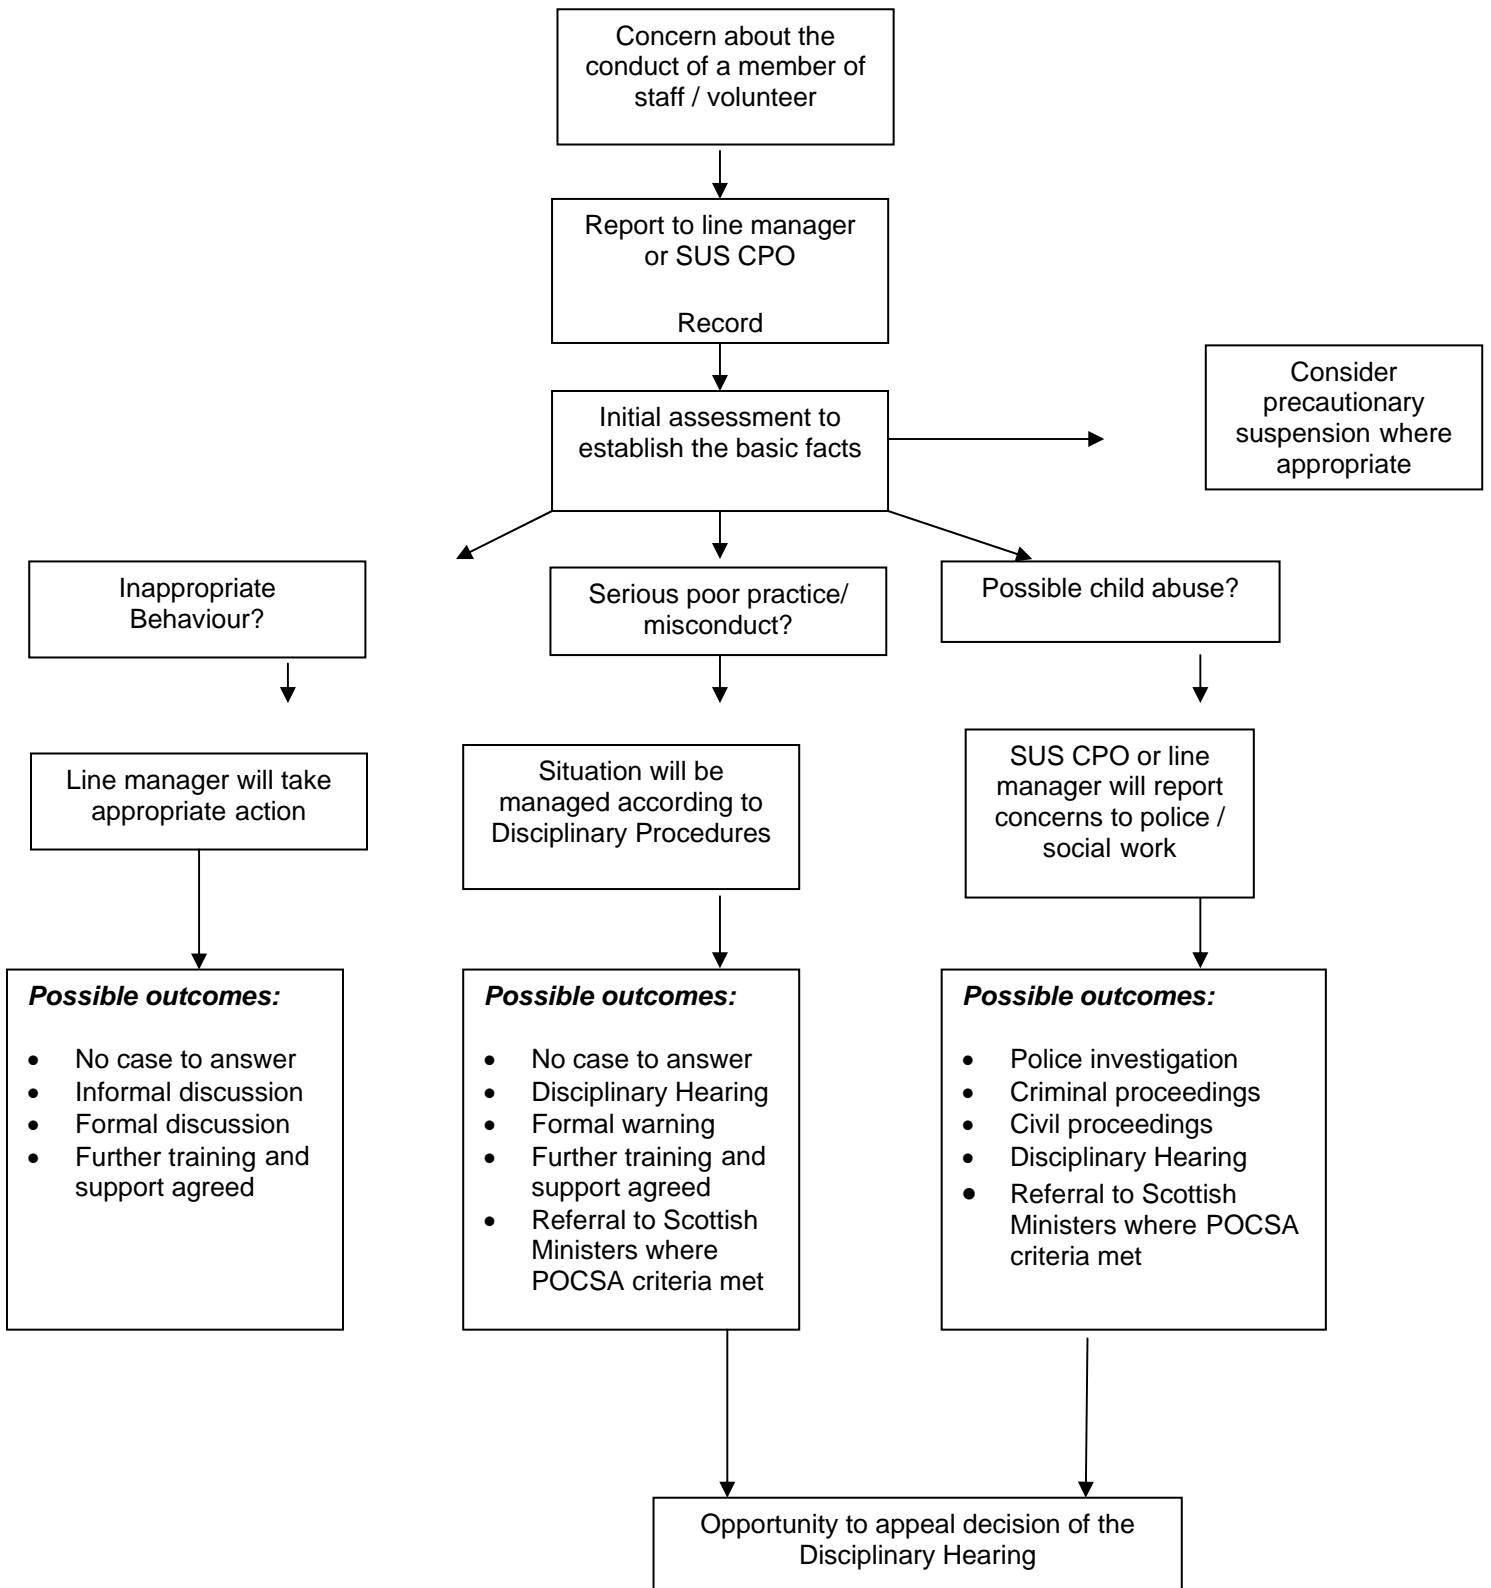 Concern about the
conduct of a member of
staff / volunteer
Report to line manager
or SUS CPO
Record
Initial assessment to
establish the basic facts
Consider
precautionary
suspension where
appropriate
Inappropriate
Behaviour?
Serious poor practice/
misconduct?
Possible child abuse?
Line manager will take
appropriate action
Situation will be
managed according to
Disciplinary Procedures
SUS CPO or line
manager will report
concerns to police /
social work
Possible outcomes:
• No case to answer
• Informal discussion
• Formal discussion
• Further training and
support agreed
Possible outcomes:
• No case to answer
• Disciplinary Hearing
• Formal warning
• Further training and
support agreed
• Referral to Scottish
Ministers where
POCSA criteria met
Possible outcomes:
• Police investigation
• Criminal proceedings
• Civil proceedings
• Disciplinary Hearing
• Referral to Scottish
Ministers where POCSA
criteria met
Opportunity to appeal decision of the
Disciplinary Hearing